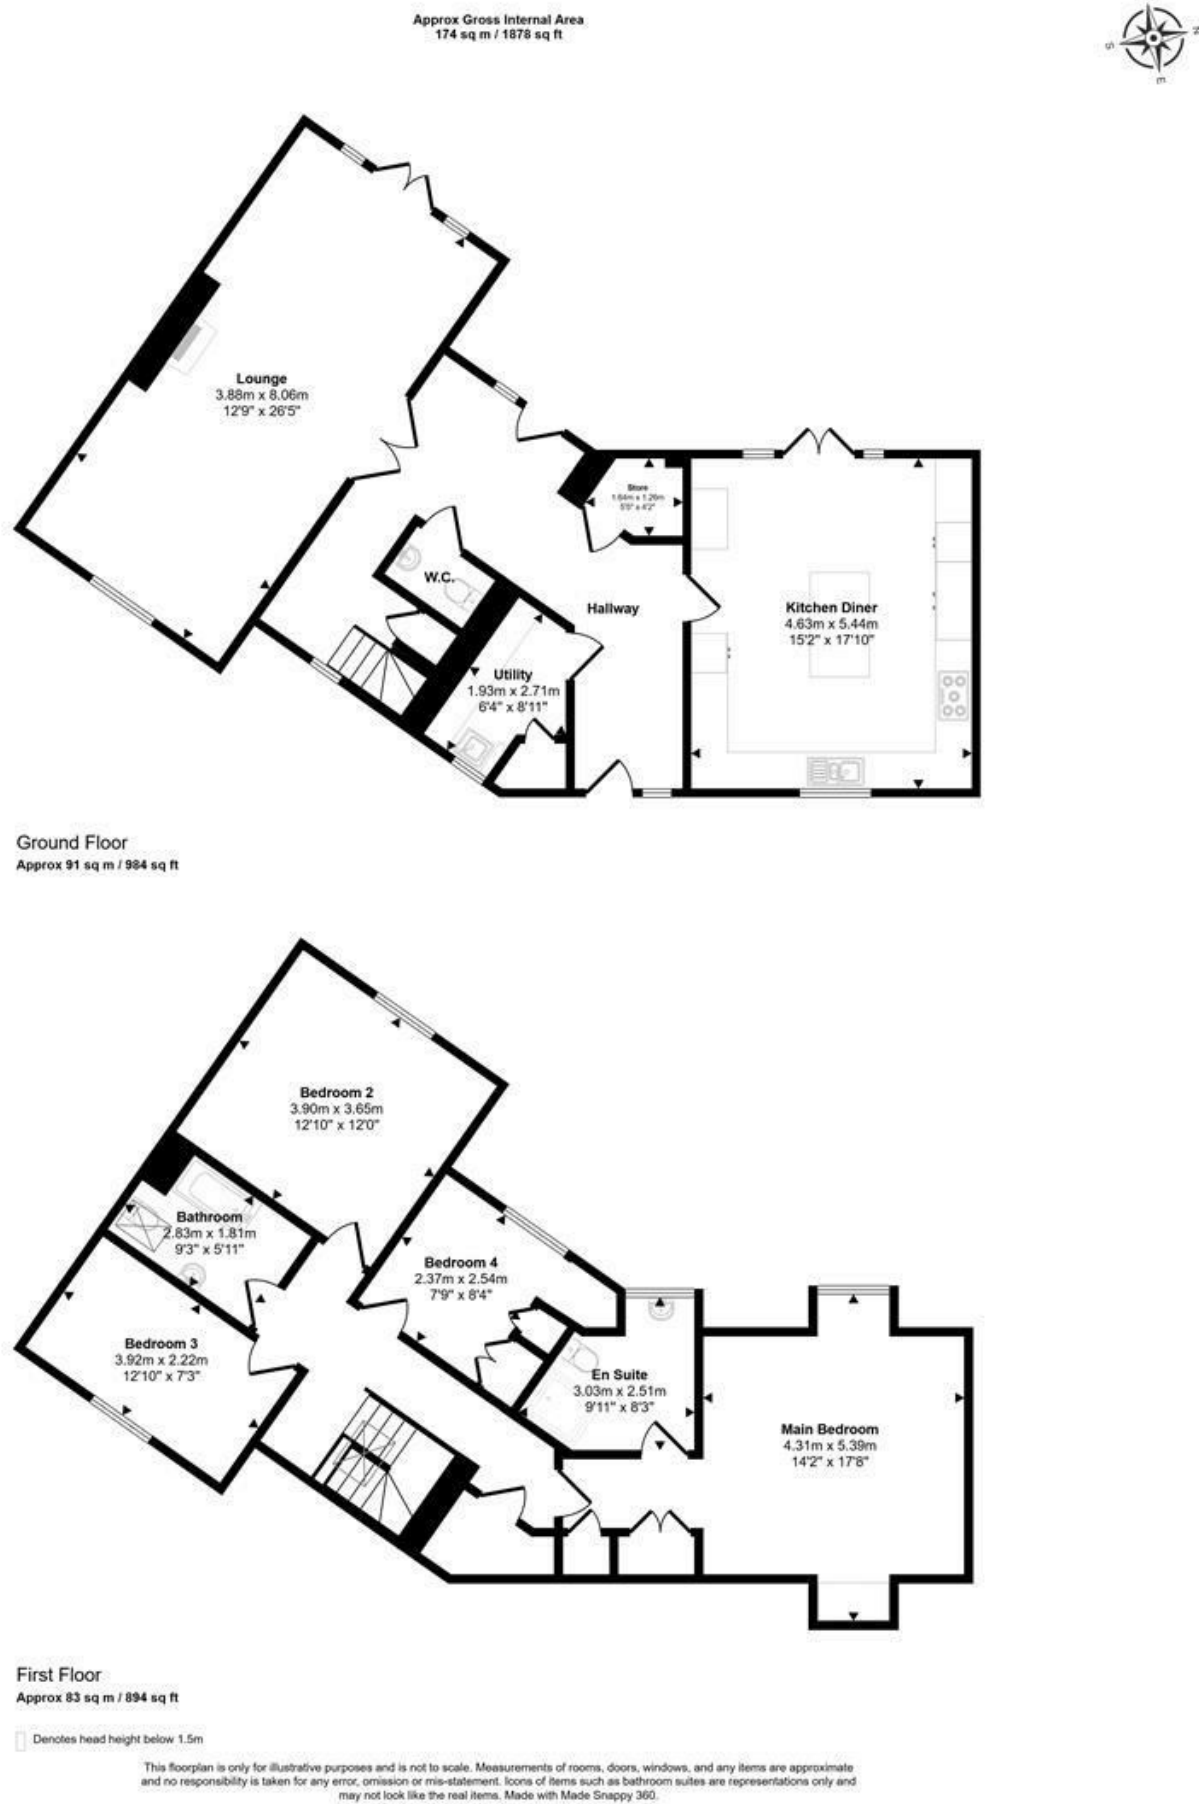 Approx Gross Internal Area
174 sq m / 1878 sq ft
N
S
E
Lounge
3.88m x 8.06m
12'9" x 26'5"
Store
1.64m x 1.26m
5'5" x 4'2"
W.C.
Hallway
Kitchen Diner
4.63m x 5.44m
15'2" x 17'10"
Utility
1.93m x 2.71m
6'4" x 8'11"
Ground Floor
Approx 91 sq m / 984 sq ft
Bedroom 2
3.90m x 3.65m
12'10" x 12'0"
Bathroom
2.83m x 1.81m
9'3" x 5'11"
Bedroom 4
2.37m x 2.54m
7'9" x 8'4"
Bedroom 3
3.92m x 2.22m
12'10" x 7'3"
En Suite
3.03m x 2.51m
9'11" x 8'3"
Main Bedroom
4.31m x 5.39m
14'2" x 17'8"
First Floor
Approx 83 sq m / 894 sq ft
Denotes head height below 1.5m
This floorplan is only for illustrative purposes and is not to scale. Measurements of rooms, doors, windows, and any items are approximate
and no responsibility is taken for any error, omission or mis-statement. Icons of items such as bathroom suites are representations only and
may not look like the real items. Made with Made Snappy 360.